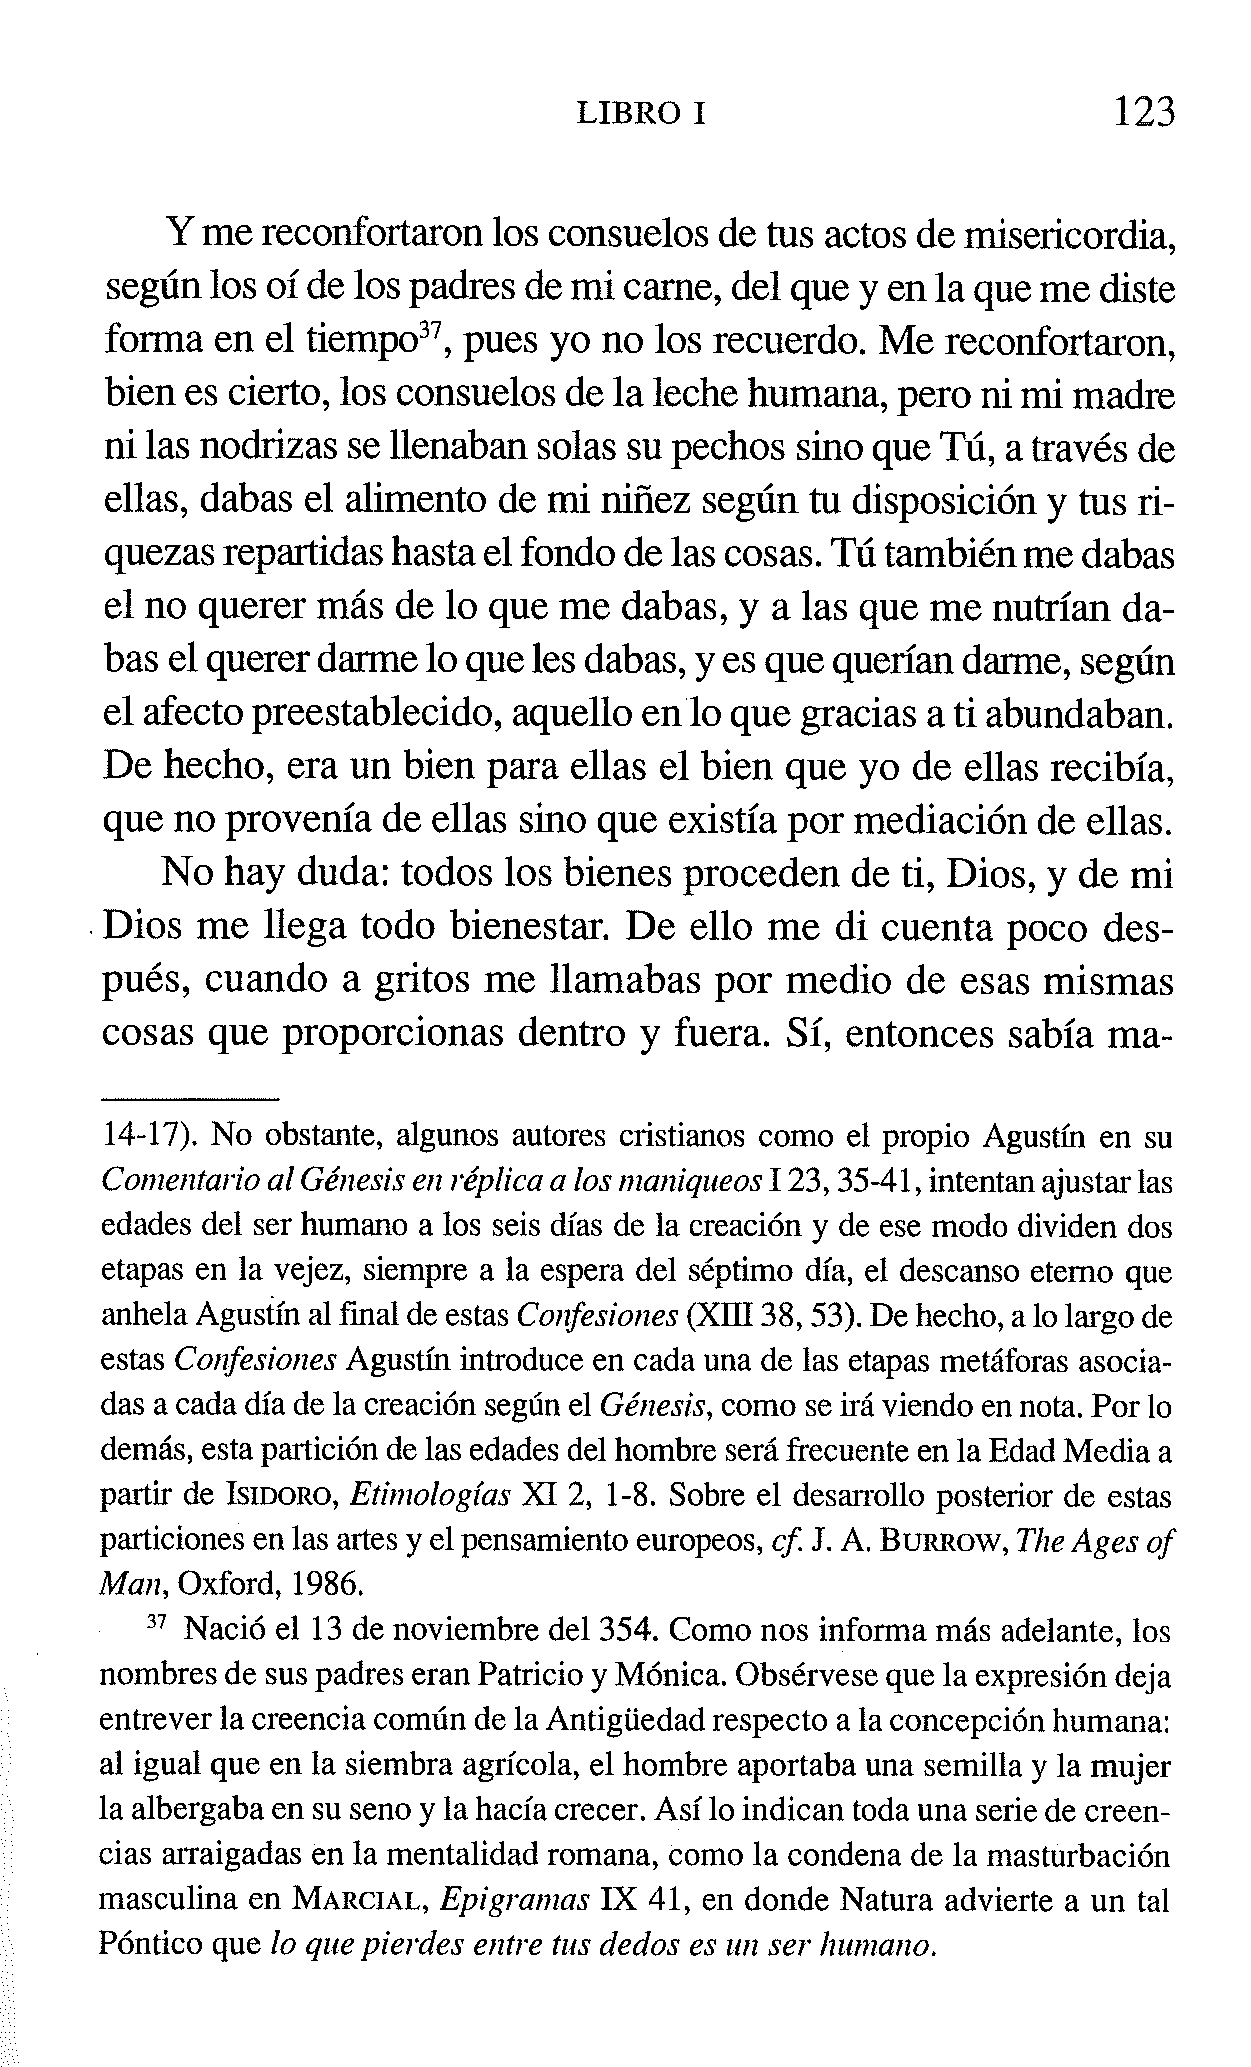 LIBRO I 123
Y me reconfortaron los consuelos de tus actos de misericordia,
según los oí de los padres de mi carne, del que y en la que me diste
forma en el tiempo³⁷, pues yo no los recuerdo. Me reconfortaron,
bien es cierto, los consuelos de la leche humana, pero ni mi madre
ni las nodrizas se llenaban solas su pechos sino que Tú, a través de
ellas, dabas el alimento de mi niñez según tu disposición y tus ri-
quezas repartidas hasta el fondo de las cosas. Tú también me dabas
el no querer más de lo que me dabas, y a las que me nutrían da-
bas el querer darme lo que les dabas, y es que querían darme, según
el afecto preestablecido, aquello en lo que gracias a ti abundaban.
De hecho, era un bien para ellas el bien que yo de ellas recibía,
que no provenía de ellas sino que existía por mediación de ellas.
No hay duda: todos los bienes proceden de ti, Dios, y de mi
Dios me llega todo bienestar. De ello me di cuenta poco des-
pués, cuando a gritos me llamabas por medio de esas mismas
cosas que proporcionas dentro y fuera. Sí, entonces sabía ma-
14-17). No obstante, algunos autores cristianos como el propio Agustín en su
Comentario al Génesis en réplica a los maniqueos I 23, 35-41, intentan ajustar las
edades del ser humano a los seis días de la creación y de ese modo dividen dos
etapas en la vejez, siempre a la espera del séptimo día, el descanso eterno que
anhela Agustín al final de estas Confesiones (XIII 38, 53). De hecho, a lo largo de
estas Confesiones Agustín introduce en cada una de las etapas metáforas asocia-
das a cada día de la creación según el Génesis, como se irá viendo en nota. Por lo
demás, esta partición de las edades del hombre será frecuente en la Edad Media a
partir de ISIDORO, Etimologías XI 2, 1-8. Sobre el desarrollo posterior de estas
particiones en las artes y el pensamiento europeos, cf. J. A. BURROW, The Ages of
Man, Oxford, 1986.
³⁷ Nació el 13 de noviembre del 354. Como nos informa más adelante, los
nombres de sus padres eran Patricio y Mónica. Obsérvese que la expresión deja
entrever la creencia común de la Antigüedad respecto a la concepción humana:
al igual que en la siembra agrícola, el hombre aportaba una semilla y la mujer
la albergaba en su seno y la hacía crecer. Así lo indican toda una serie de creen-
cias arraigadas en la mentalidad romana, como la condena de la masturbación
masculina en MARCIAL, Epigramas IX 41, en donde Natura advierte a un tal
Póntico que lo que pierdes entre tus dedos es un ser humano.